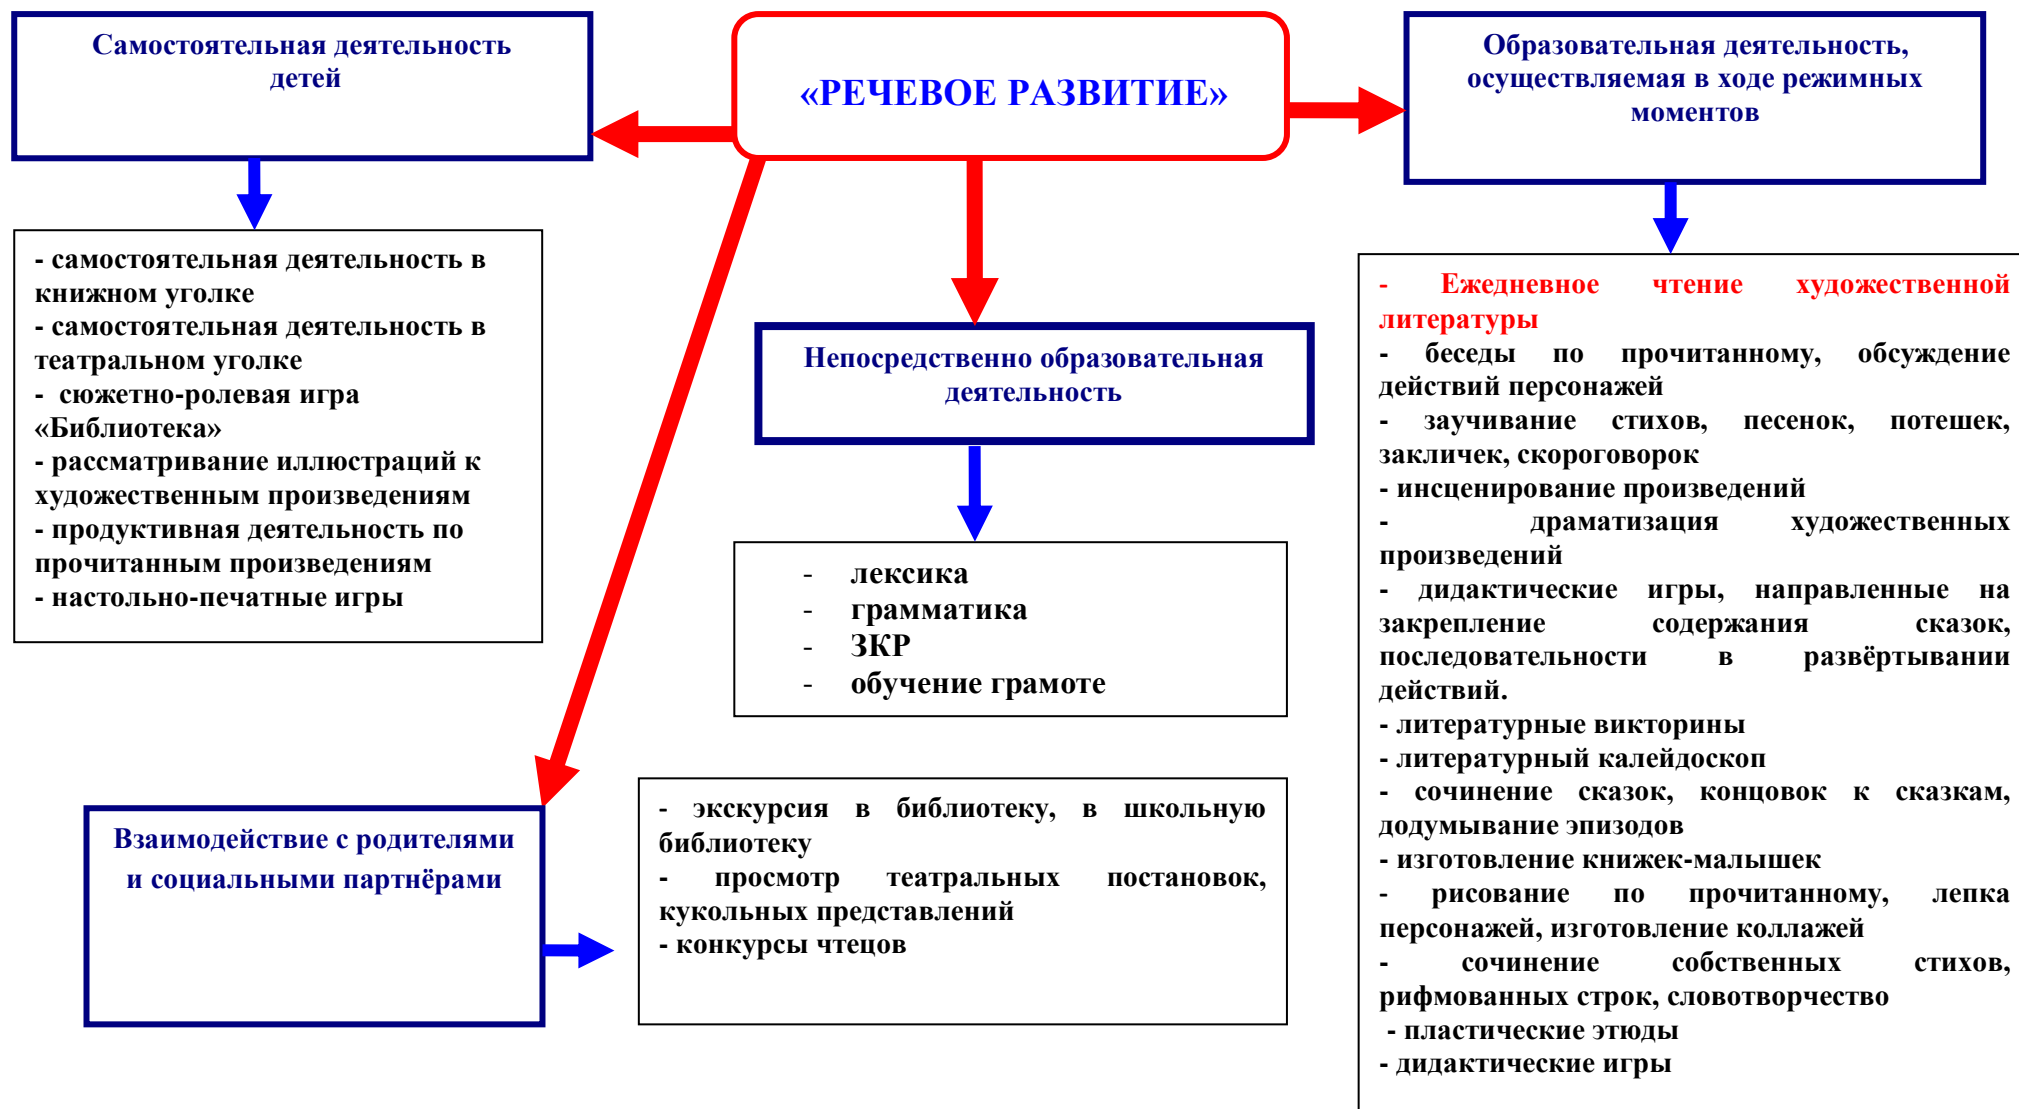 «РЕЧЕВОЕ РАЗВИТИЕ»
Самостоятельная деятельность
детей
- самостоятельная деятельность в
книжном уголке
- самостоятельная деятельность в
театральном уголке
- сюжетно-ролевая игра
«Библиотека»
- рассматривание иллюстраций к
художественным произведениям
- продуктивная деятельность по
прочитанным произведениям
- настольно-печатные игры
Непосредственно образовательная
деятельность
- лексика
- грамматика
- ЗКР
- обучение грамоте
Взаимодействие с родителями
и социальными партнёрами
- экскурсия в библиотеку, в школьную
библиотеку
- просмотр театральных постановок,
кукольных представлений
- конкурсы чтецов
Образовательная деятельность,
осуществляемая в ходе режимных
моментов
- Ежедневное чтение художественной
литературы
- беседы по прочитанному, обсуждение
действий персонажей
- заучивание стихов, песенок, потешек,
закличек, скороговорок
- инсценирование произведений
- драматизация художественных
произведений
- дидактические игры, направленные на
закрепление содержания сказок,
последовательности в развёртывании
действий.
- литературные викторины
- литературный калейдоскоп
- сочинение сказок, концовок к сказкам,
додумывание эпизодов
- изготовление книжек-малышек
- рисование по прочитанному, лепка
персонажей, изготовление коллажей
- сочинение собственных стихов,
рифмованных строк, словотворчество
- пластические этюды
- дидактические игры